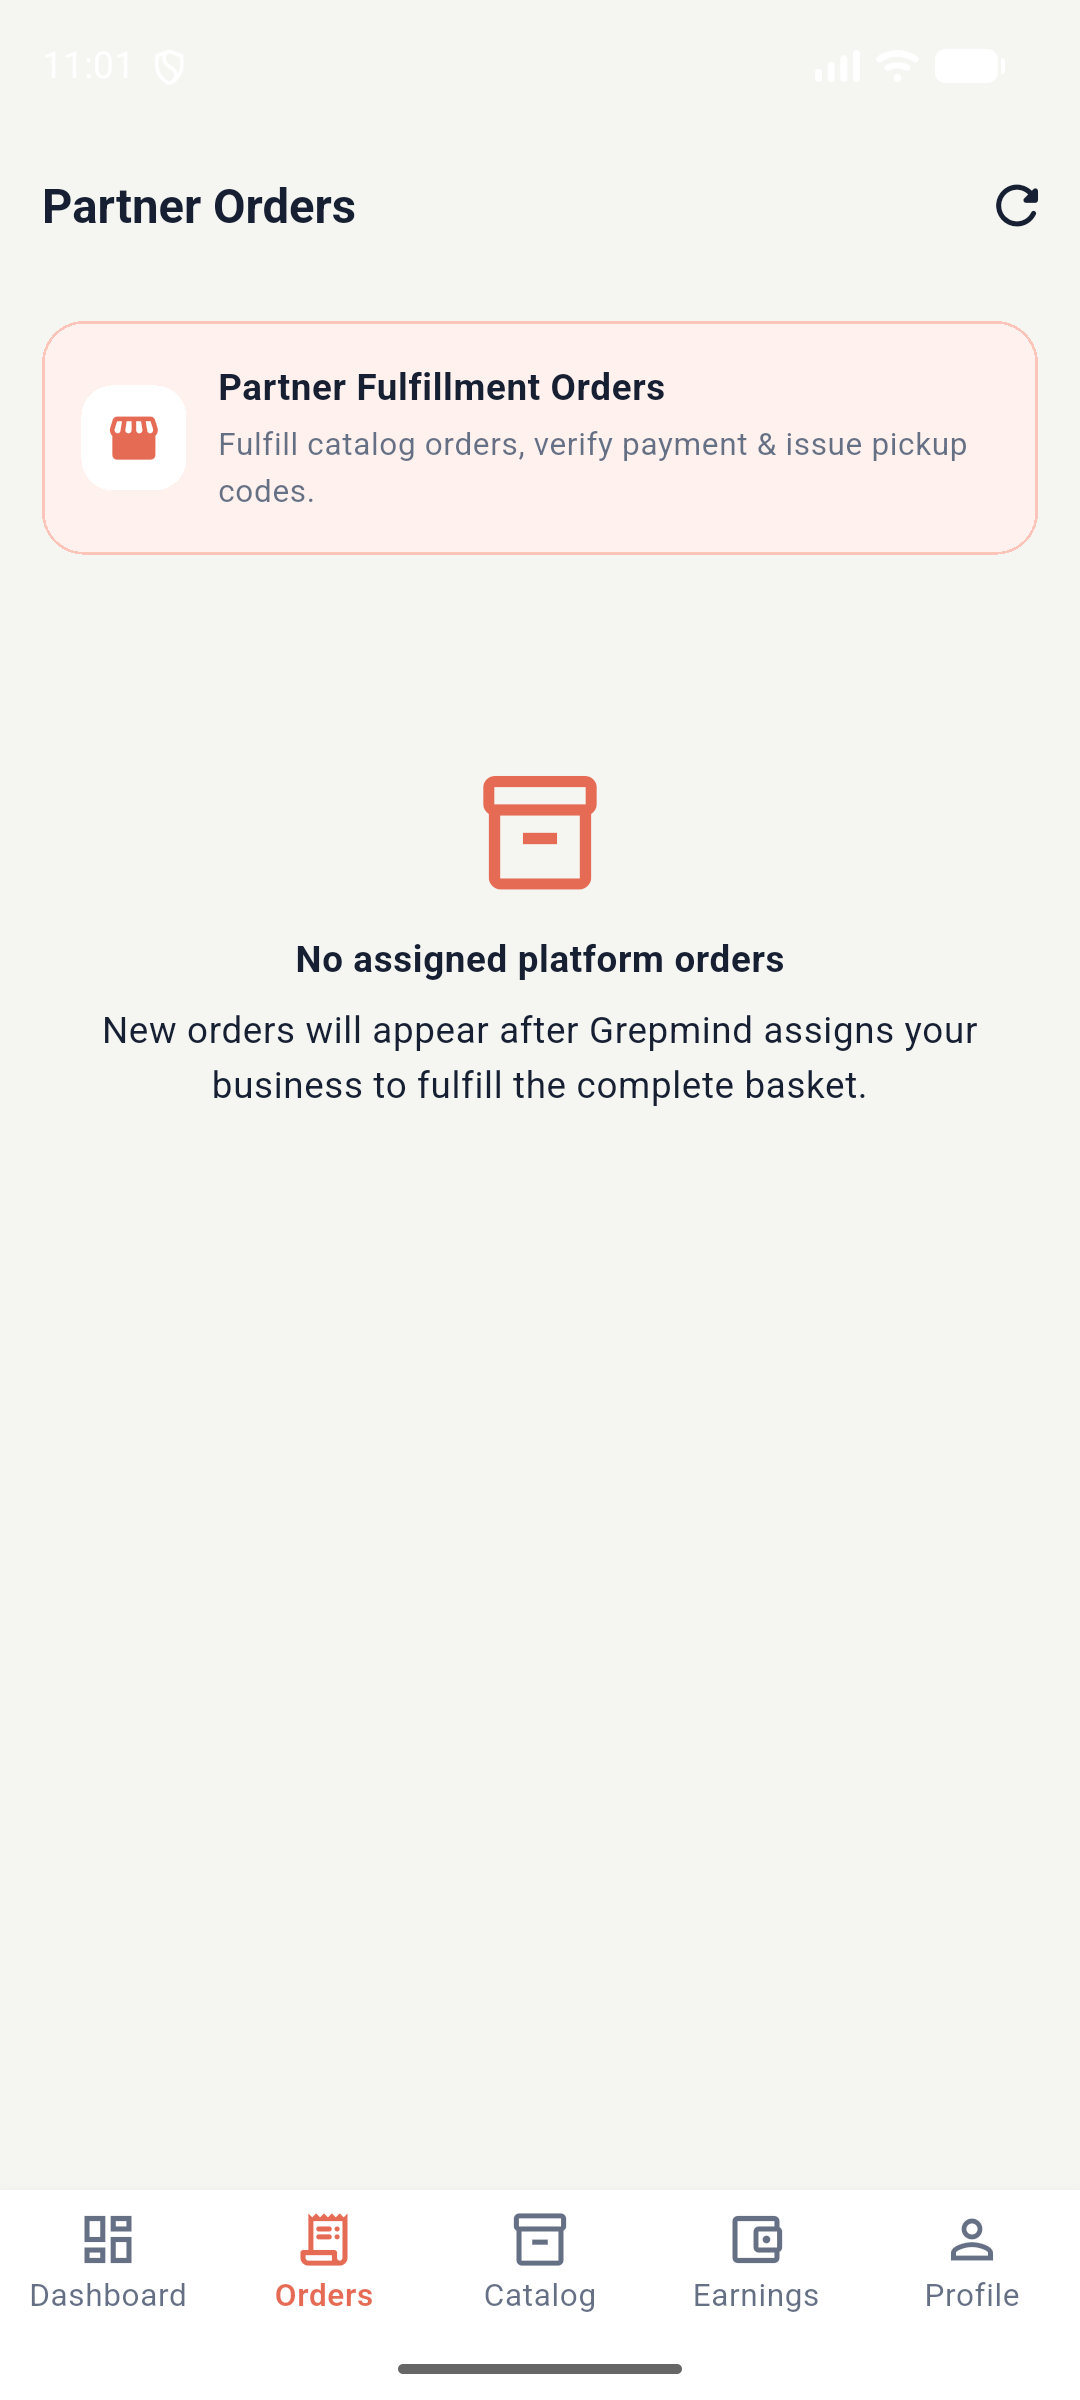 11:01
Partner Orders
Partner Fulfillment Orders
Fulfill catalog orders, verify payment & issue pickup
codes.
No assigned platform orders
New orders will appear after Grepmind assigns your
business to fulfill the complete basket.
Dashboard
Orders
Catalog
Earnings
Profile